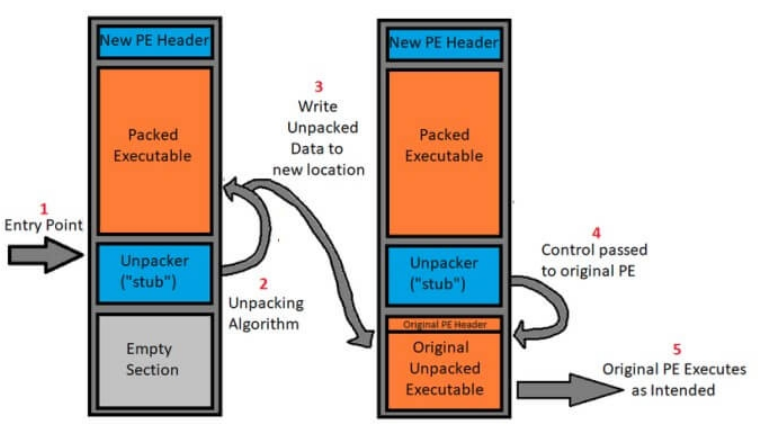 New PE Header
Packed
Executable
1
Entry Point
Unpacker
("stub")
2
Unpacking
Algorithm
Empty
Section
3
Write
Unpacked
Data to
new location
New PE Header
Packed
Executable
Unpacker
("stub")
4
Control passed
to original PE
Original PE Header
Original
Unpacked
Executable
5
Original PE Executes
as Intended